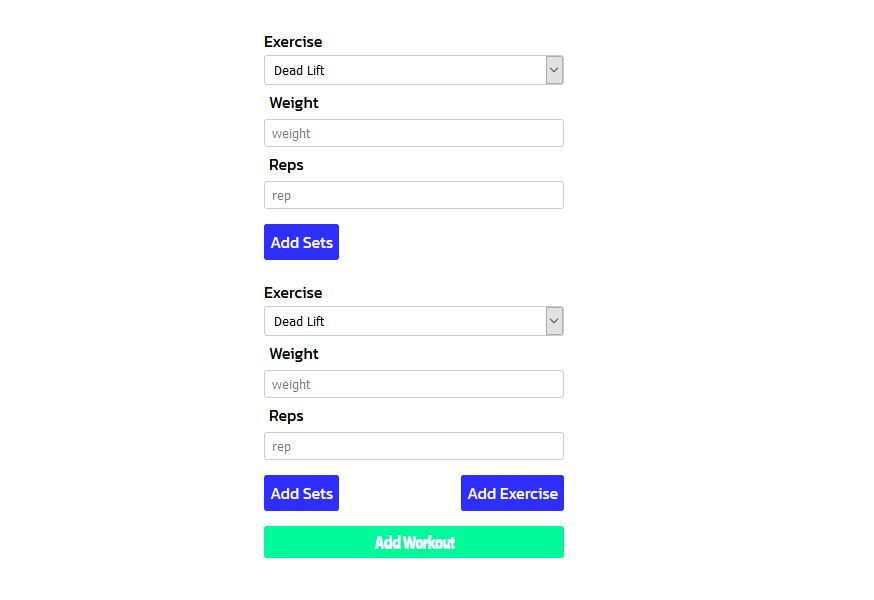 Exercise
Dead Lift
Weight
weight
Reps
rep
Add Sets
Exercise
Dead Lift
Weight
weight
Reps
rep
Add Sets Add Exercise
Add Workout